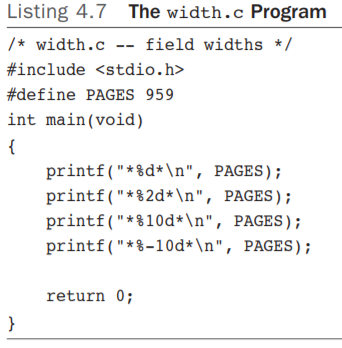 Listing 4.7 The width.c Program
/* width.c -- field widths */
#include <stdio.h>
#define PAGES 959
int main(void)
{
    printf("*%d*\n", PAGES);
    printf("*%2d*\n", PAGES);
    printf("*%10d*\n", PAGES);
    printf("*%-10d*\n", PAGES);
    return 0;
}